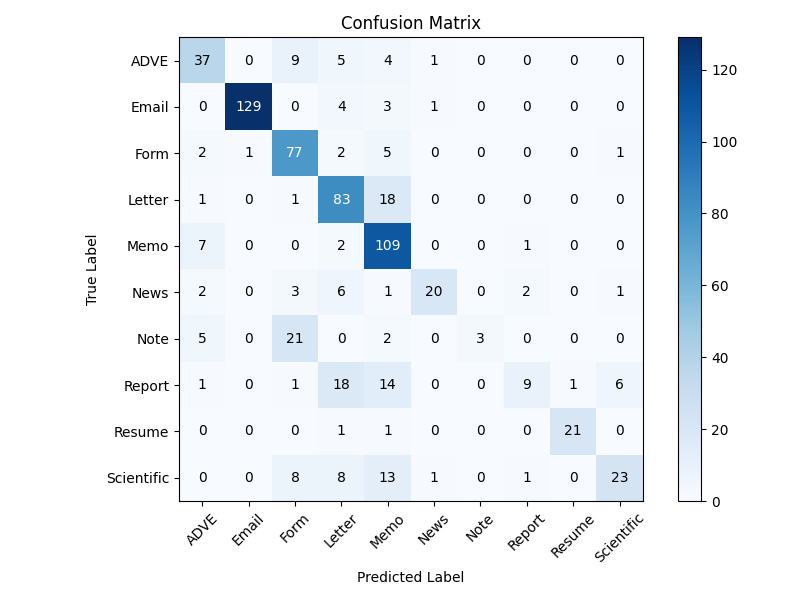 Confusion Matrix
True Label
ADVE 37 0 9 5 4 1 0 0 0 0
Email 0 129 0 4 3 1 0 0 0 0
Form 2 1 77 2 5 0 0 0 0 1
Letter 1 0 1 83 18 0 0 0 0 0
Memo 7 0 0 2 109 0 0 1 0 0
News 2 0 3 6 1 20 0 2 0 1
Note 5 0 21 0 2 0 3 0 0 0
Report 1 0 1 18 14 0 0 9 1 6
Resume 0 0 0 1 1 0 0 0 21 0
Scientific 0 0 8 8 13 1 0 1 0 23
ADVE Email Form Letter Memo News Note Report Resume Scientific
Predicted Label
120
100
80
60
40
20
0